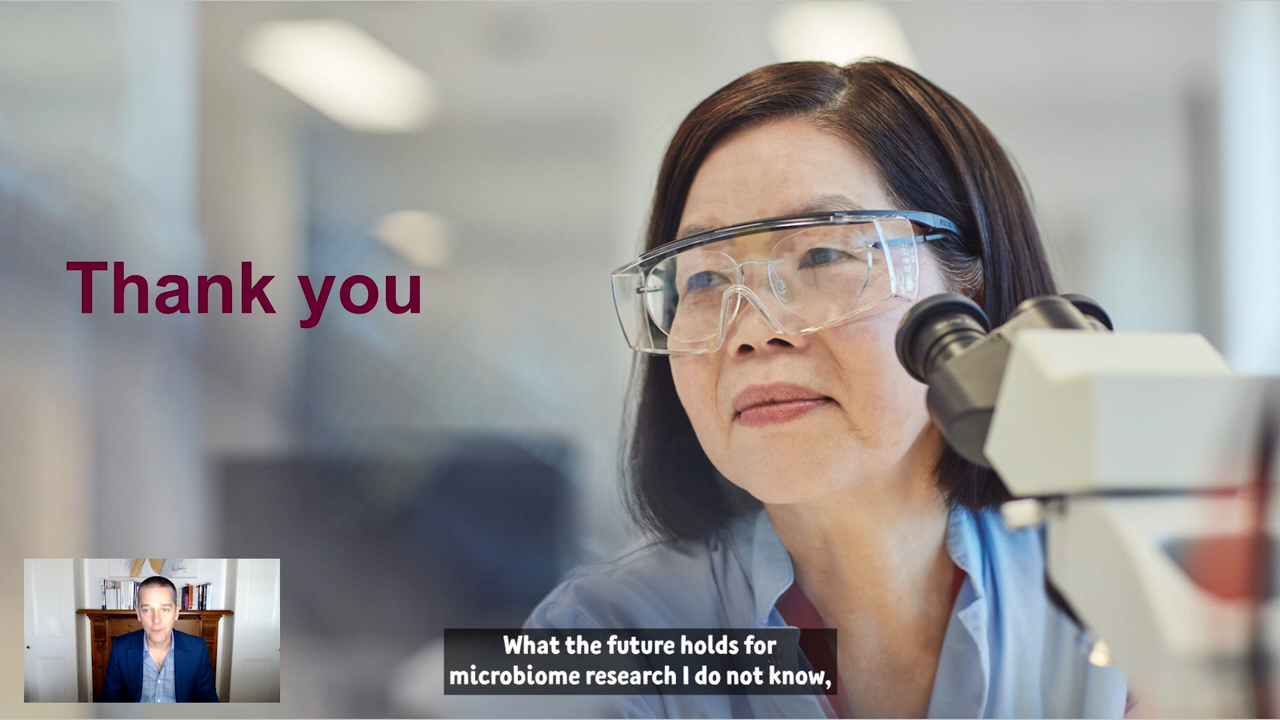 Thank you
What the future holds for
microbiome research I do not know,